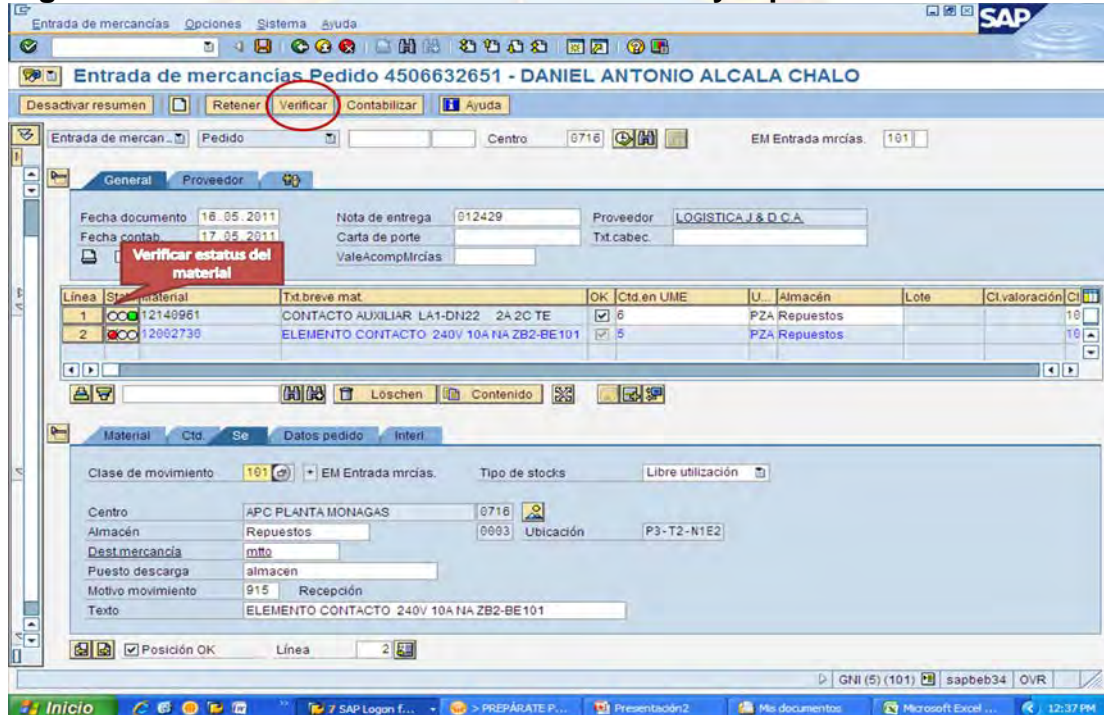 Entrada de mercancías Opciones Sistema Ayuda
SAP
Entrada de mercancías Pedido 4506632651 - DANIEL ANTONIO ALCALA CHALO
Desactivar resumen Retener Verificar Contabilizar Ayuda
Entrada de mercan.. Pedido Centro 0716 EM Entrada mrcías. 101
General Proveedor
Fecha documento 16.05.2011 Nota de entrega 012429 Proveedor LOGISTICA J & D C.A.
Fecha contab. 17.05.2011 Carta de porte Txt.cabec.
ValeAcompMrcías
Verificar estatus del
material
Línea Stat Material Txt.breve mat. OK Ctd.en UME U... Almacén Lote Cl.valoración Cl
1 12140961 CONTACTO AUXILIAR LA1-DN22 2A 2C TE 6 PZA Repuestos 10
2 12002730 ELEMENTO CONTACTO 240V 10A NA ZB2-BE101 5 PZA Repuestos 10
Löschen Contenido
Material Ctd. Se Datos pedido Interl.
Clase de movimiento 101 + EM Entrada mrcías. Tipo de stocks Libre utilización
Centro APC PLANTA MONAGAS 0716
Almacén Repuestos 0003 Ubicación P3-T2-N1E2
Dest.mercancía mtto
Puesto descarga almacen
Motivo movimiento 915 Recepción
Texto ELEMENTO CONTACTO 240V 10A NA ZB2-BE101
Posición OK Línea 2
GNI (5) (101) sapbeb34 OVR
Inicio 7 SAP Logon f... > PREPÁRATE P... Presentación2 Mis documentos Microsoft Excel ... 12:37 PM